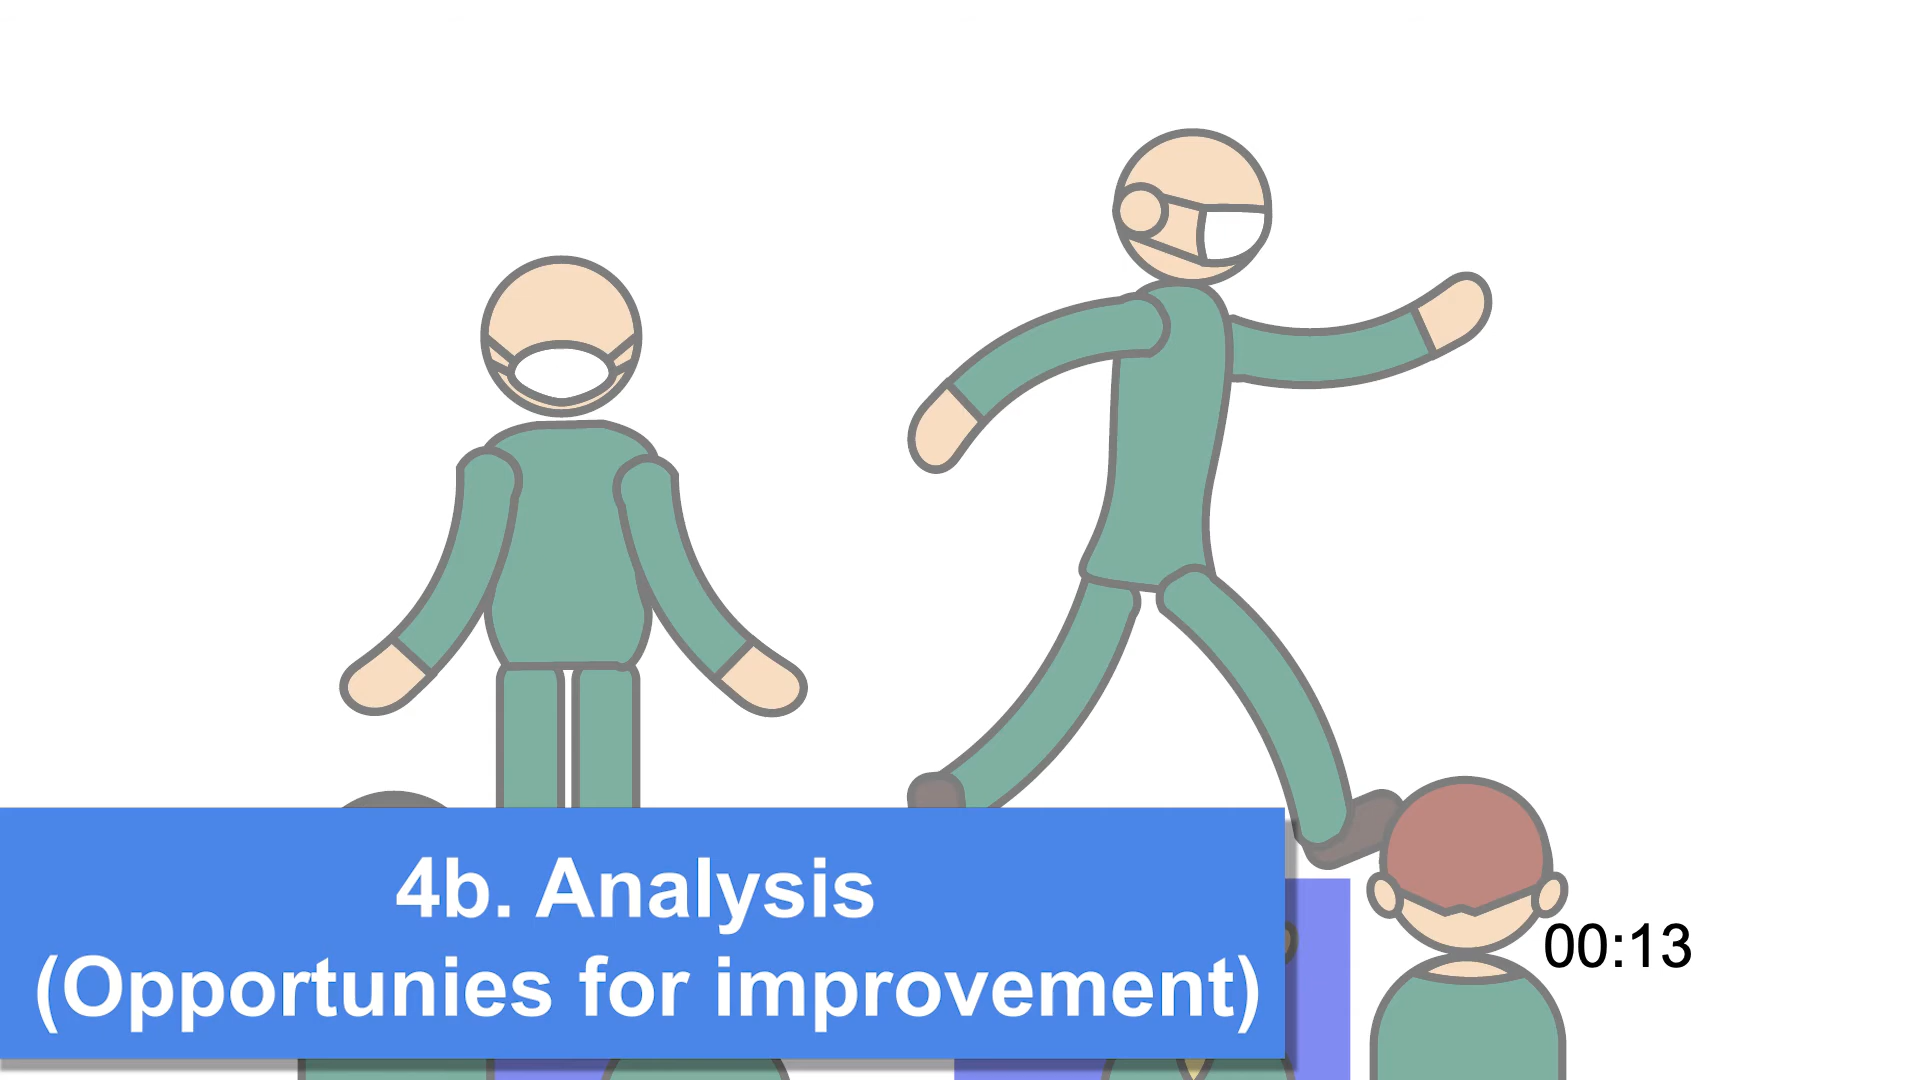 4b. Analysis
(Opportunies for improvement)
00:13